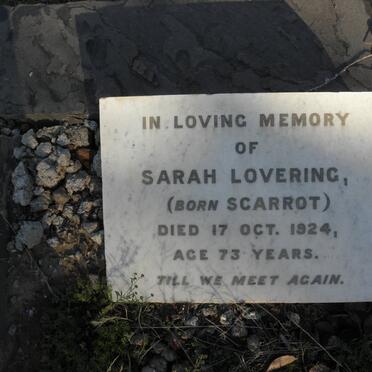 IN LOVING MEMORY
OF
SARAH LOVERING,
(BORN SCARROT)
DIED 17 OCT. 1924,
AGE 73 YEARS.
TILL WE MEET AGAIN.